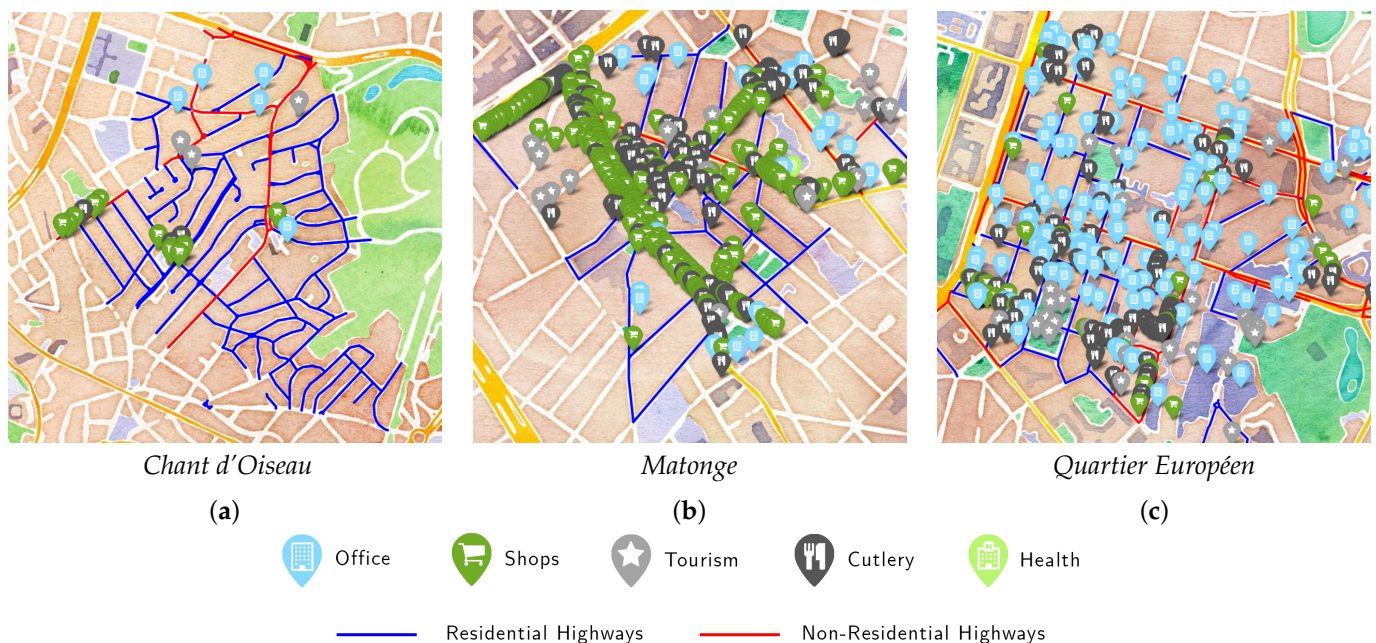 Chant d'Oiseau Matonge Quartier Européen
(a) (b) (c)
Office Shops Tourism Cutlery Health
Residential Highways Non-Residential Highways